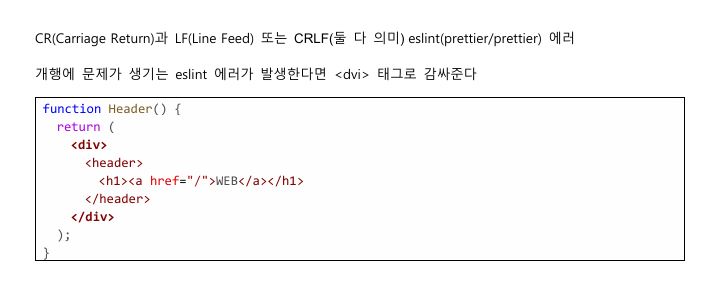 CR(Carriage Return)과 LF(Line Feed) 또는 CRLF(둘 다 의미) eslint(prettier/prettier) 에러
개행에 문제가 생기는 eslint 에러가 발생한다면 <dvi> 태그로 감싸준다
function Header() {
  return (
    <div>
      <header>
        <h1><a href="/">WEB</a></h1>
      </header>
    </div>
  );
}